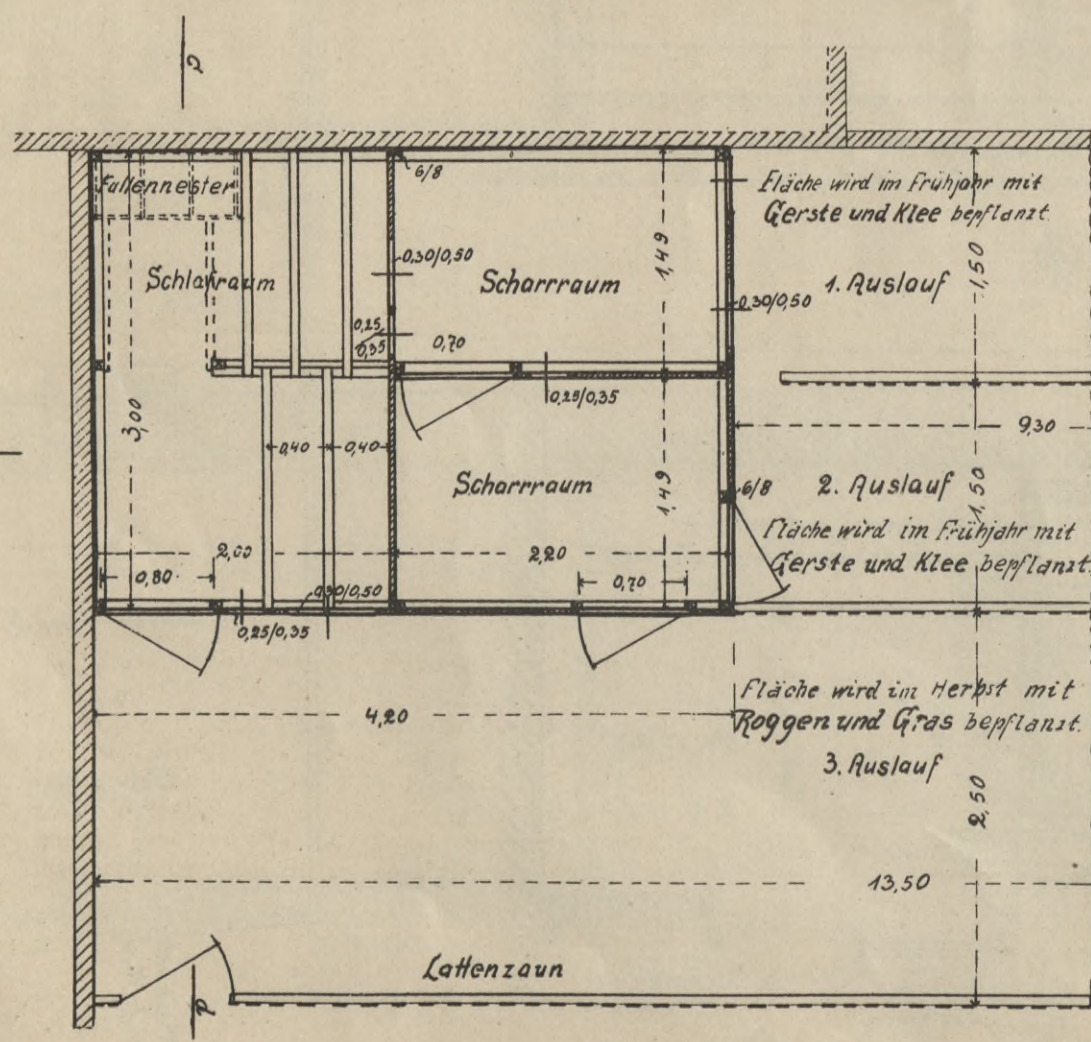 c
Fallennester
6/8
Fläche wird im Frühjahr mit
Gerste und Klee bepflanzt.
Schlafraum
0,30/0,50
Scharrraum
1,49
0,30/0,50
1. Auslauf
1,50
0,25
0,35
0,70
0,25/0,35
3,00
0,40
0,40
9,30
Scharrraum
1,49
6/8
2. Auslauf
1,50
Fläche wird im Frühjahr mit
Gerste und Klee bepflanzt.
2,00
2,20
0,80
0,30/0,50
0,70
0,25/0,35
Fläche wird im Herbst mit
Roggen und Gras bepflanzt.
4,20
3. Auslauf
2,50
13,50
Lattenzaun
d